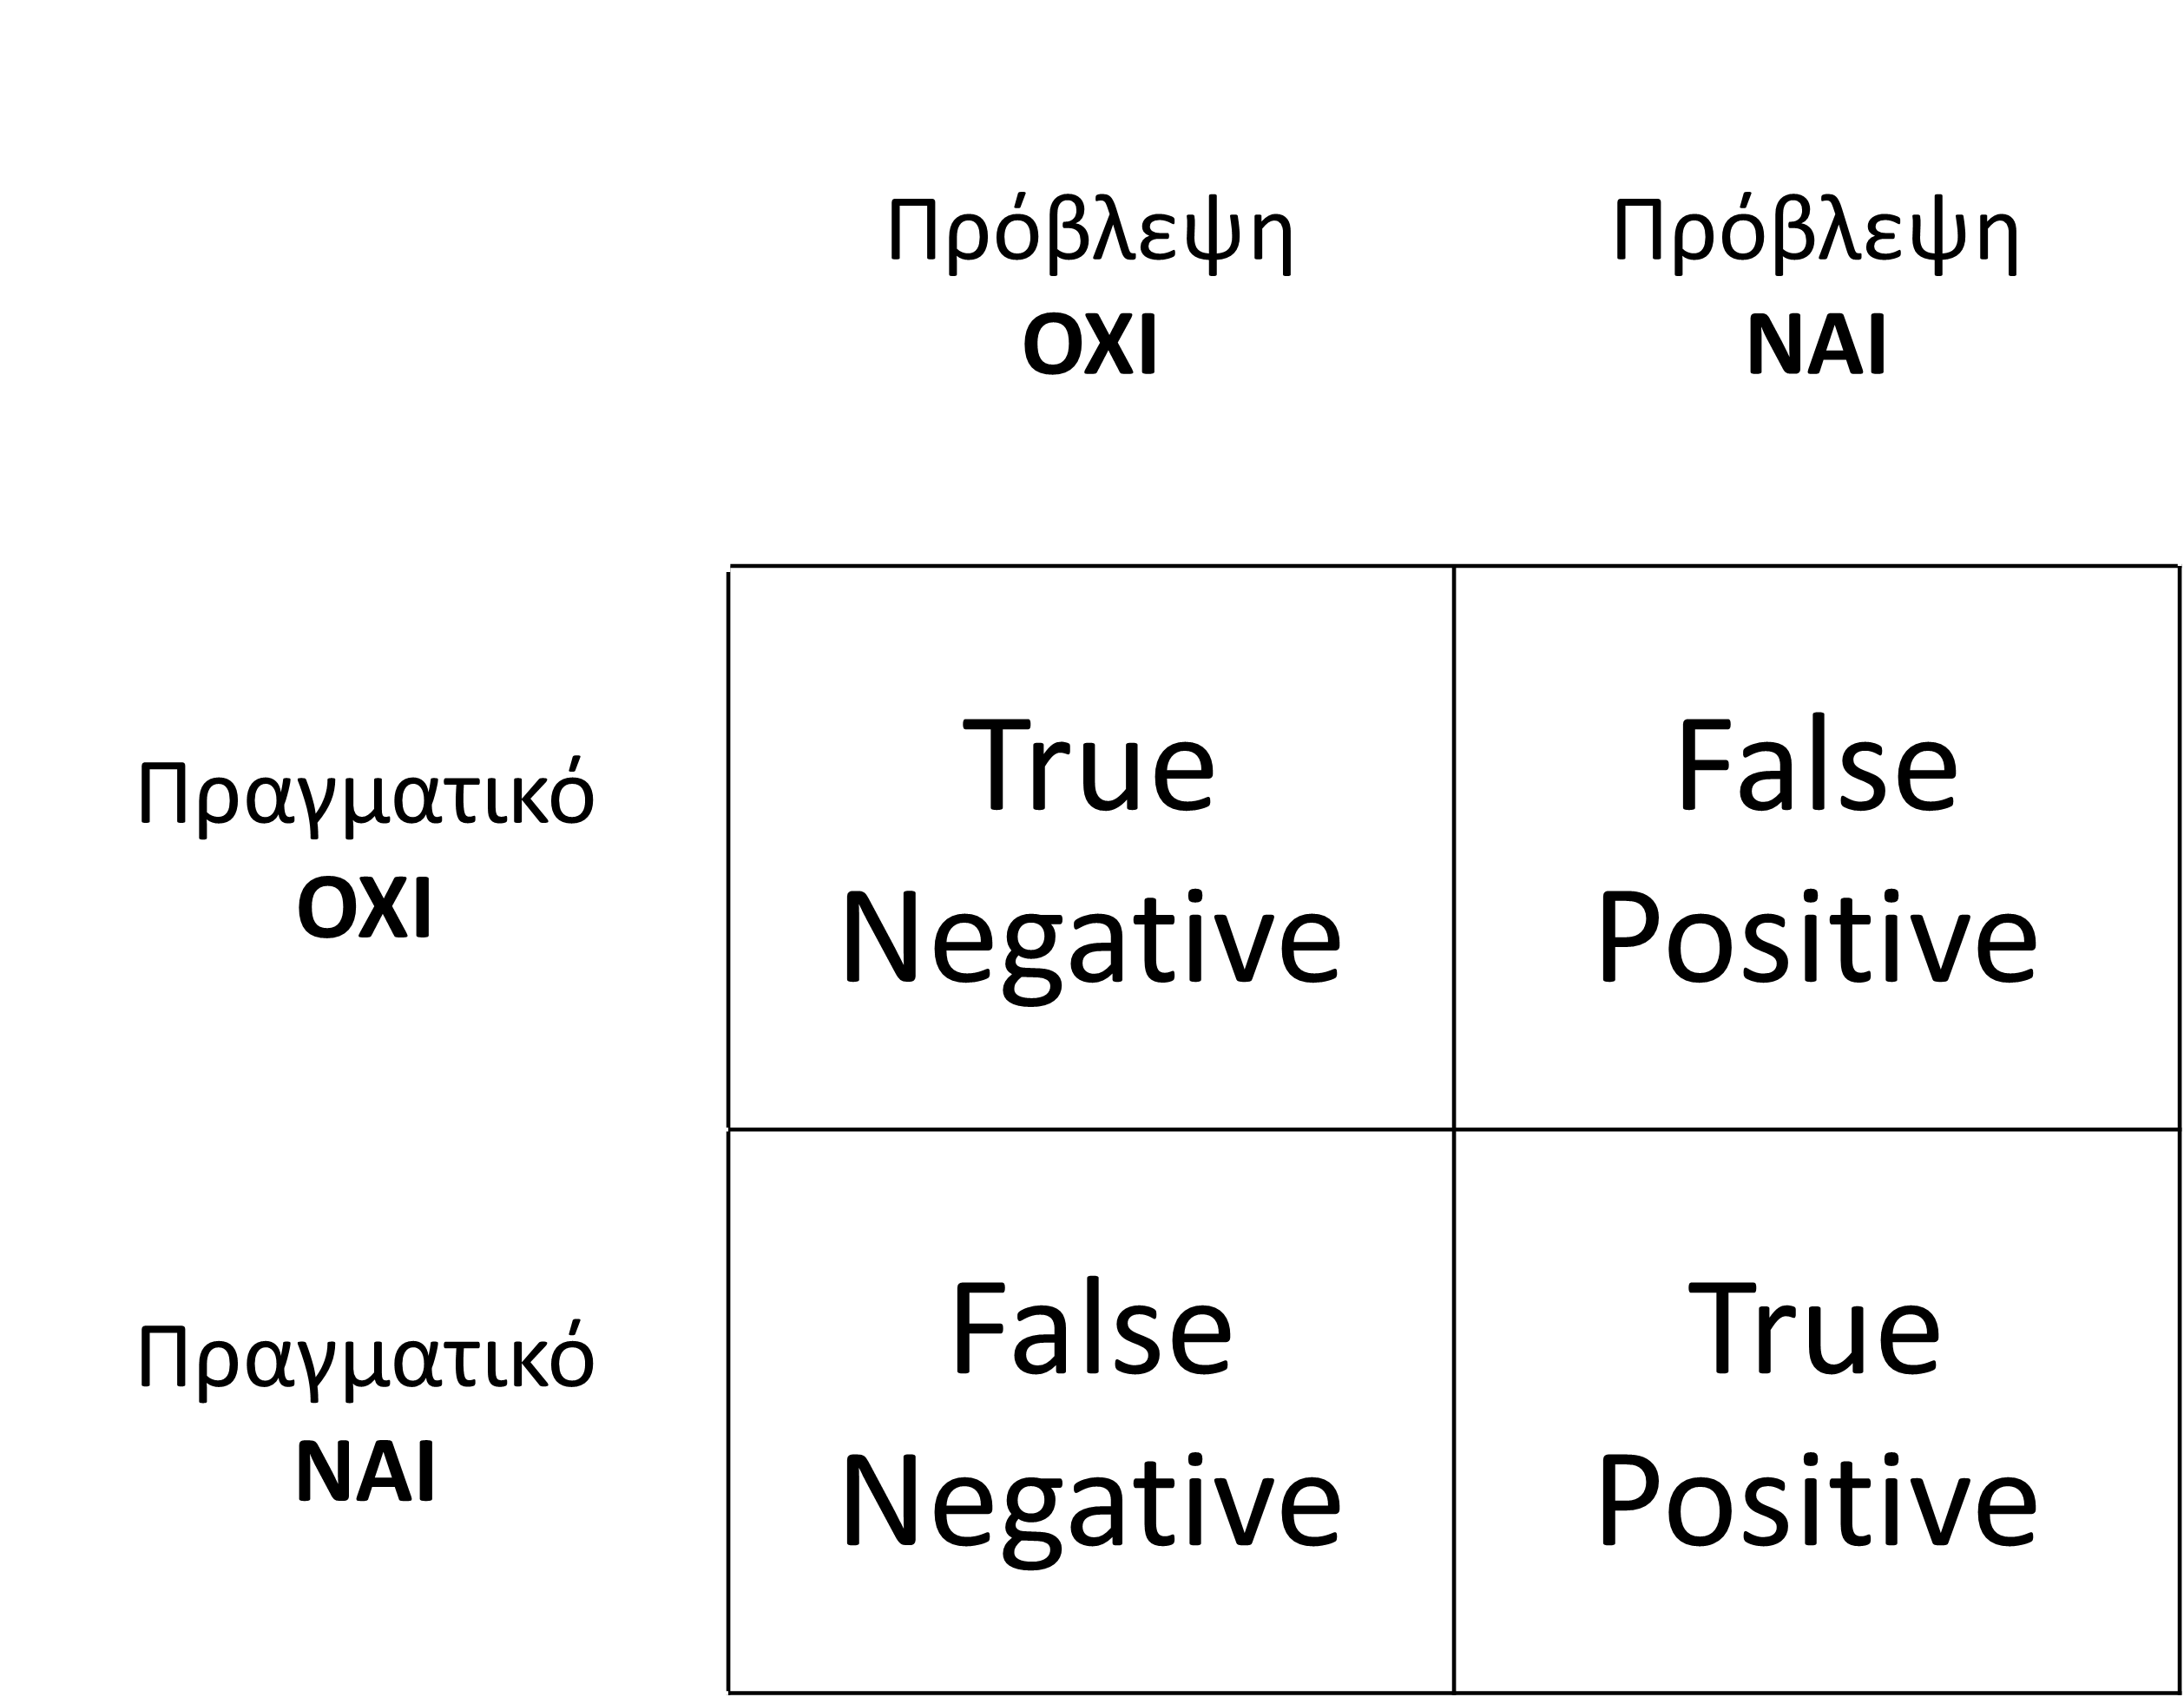 Πρόβλεψη
ΟΧΙ
Πρόβλεψη
ΝΑΙ
Πραγματικό
ΟΧΙ
True
Negative
False
Positive
Πραγματικό
ΝΑΙ
False
Negative
True
Positive